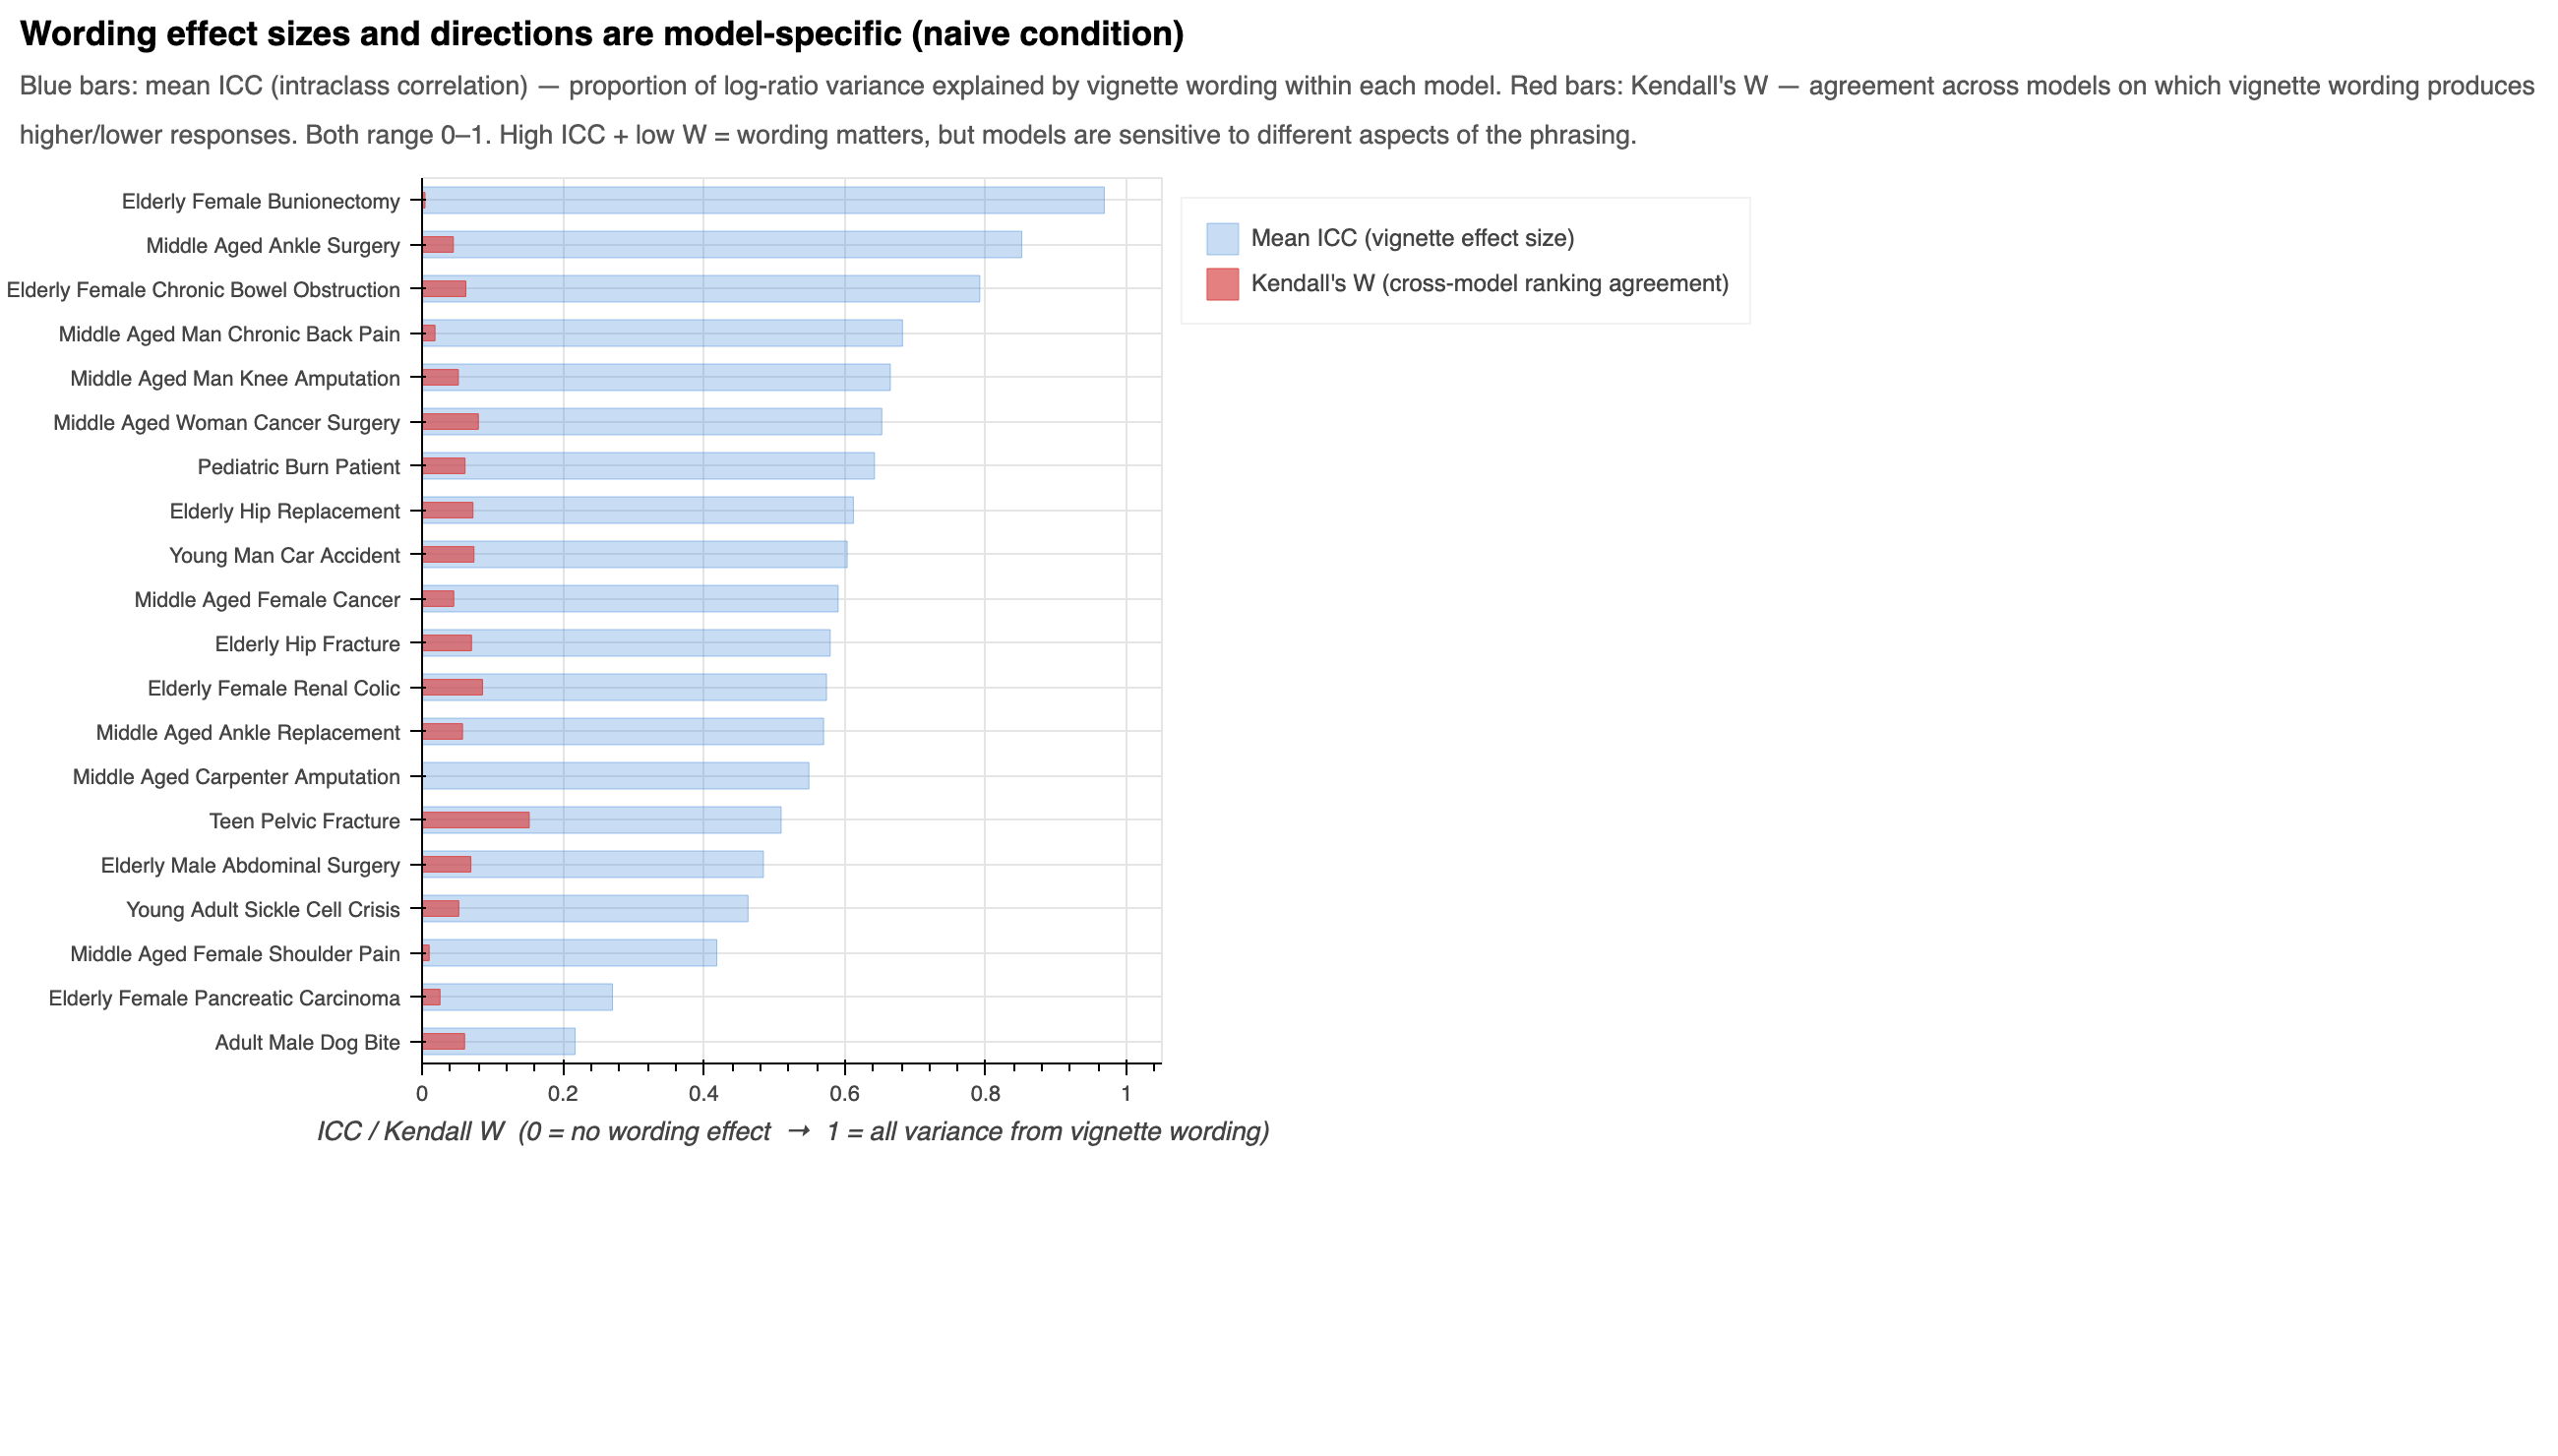 Wording effect sizes and directions are model-specific (naive condition)
Blue bars: mean ICC (intraclass correlation) — proportion of log-ratio variance explained by vignette wording within each model. Red bars: Kendall's W — agreement across models on which vignette wording produces
higher/lower responses. Both range 0–1. High ICC + low W = wording matters, but models are sensitive to different aspects of the phrasing.
Elderly Female Bunionectomy
Middle Aged Ankle Surgery
Elderly Female Chronic Bowel Obstruction
Middle Aged Man Chronic Back Pain
Middle Aged Man Knee Amputation
Middle Aged Woman Cancer Surgery
Pediatric Burn Patient
Elderly Hip Replacement
Young Man Car Accident
Middle Aged Female Cancer
Elderly Hip Fracture
Elderly Female Renal Colic
Middle Aged Ankle Replacement
Middle Aged Carpenter Amputation
Teen Pelvic Fracture
Elderly Male Abdominal Surgery
Young Adult Sickle Cell Crisis
Middle Aged Female Shoulder Pain
Elderly Female Pancreatic Carcinoma
Adult Male Dog Bite
0 0.2 0.4 0.6 0.8 1
ICC / Kendall W (0 = no wording effect → 1 = all variance from vignette wording)
Mean ICC (vignette effect size)
Kendall's W (cross-model ranking agreement)